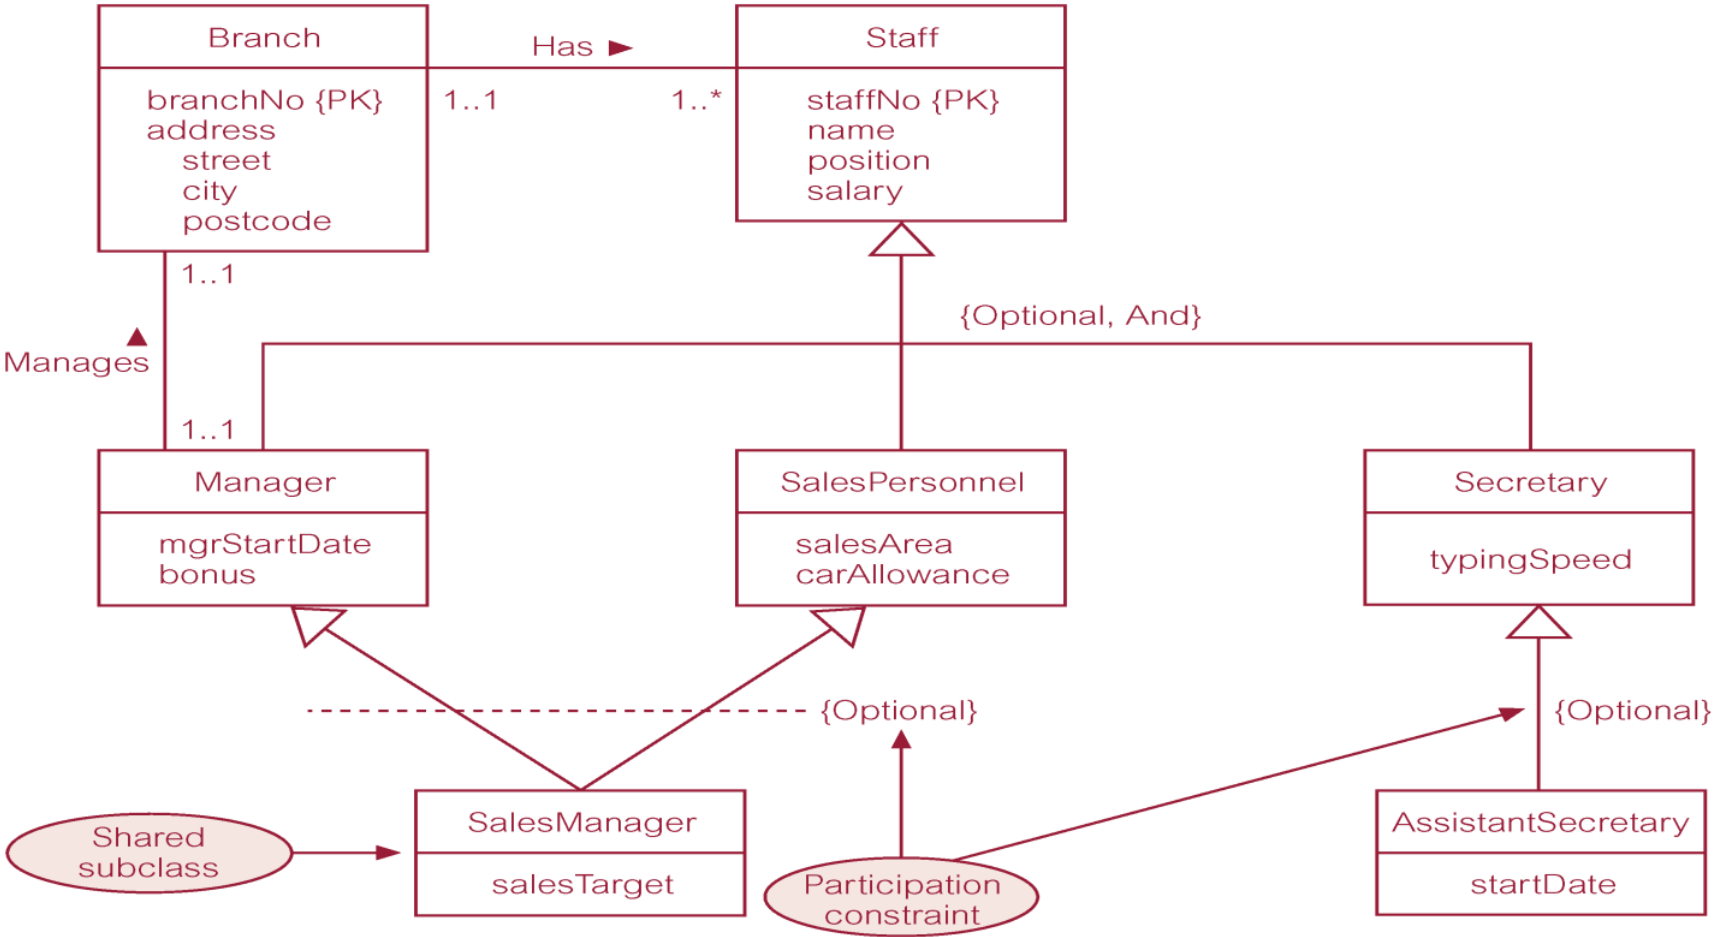 Branch
Has ►
Staff
branchNo {PK}
address
street
city
postcode
1..1
1..*
staffNo {PK}
name
position
salary
1..1
{Optional, And}
Manages
1..1
Manager
mgrStartDate
bonus
SalesPersonnel
salesArea
carAllowance
Secretary
typingSpeed
{Optional}
{Optional}
Shared
subclass
SalesManager
salesTarget
Participation
constraint
AssistantSecretary
startDate